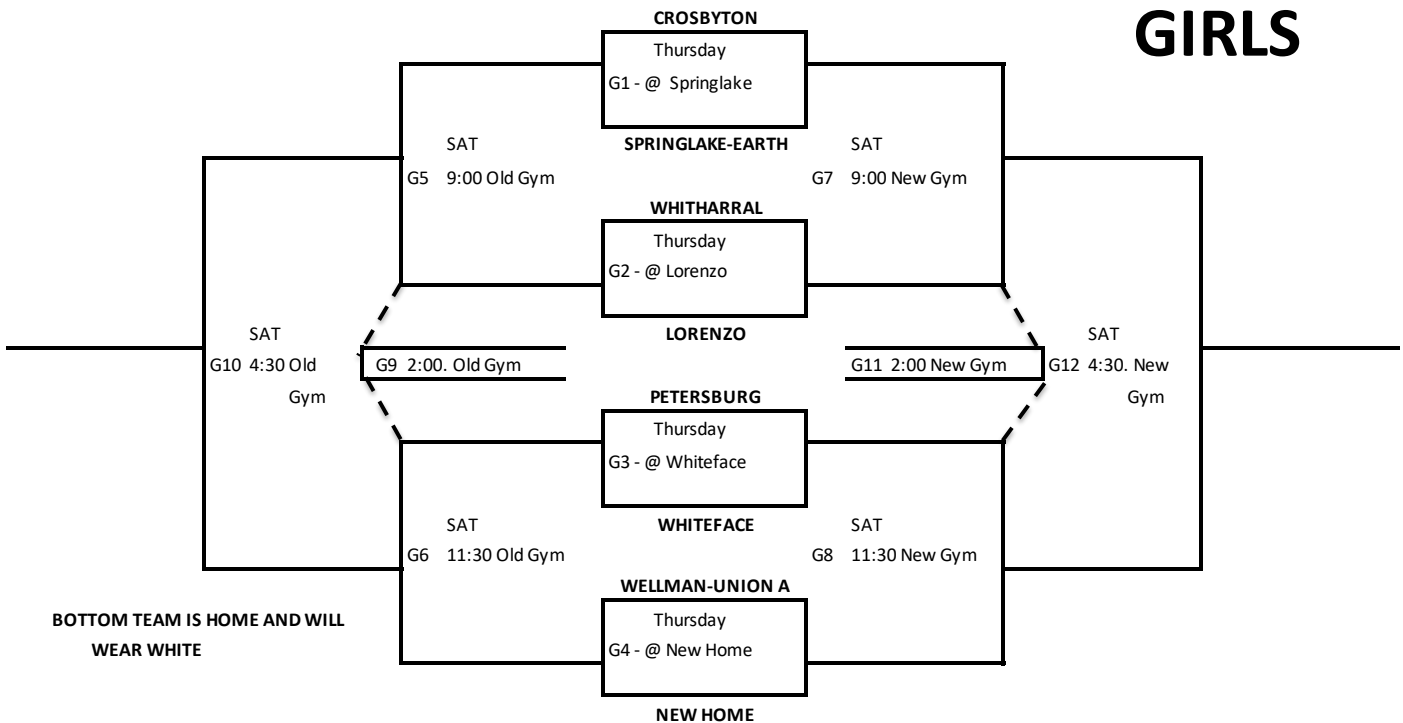 GIRLS
CROSBYTON
Thursday
G1 - @ Springlake
SPRINGLAKE-EARTH
SAT
G5 9:00 Old Gym
SAT
G7 9:00 New Gym
WHITHARRAL
Thursday
G2 - @ Lorenzo
LORENZO
SAT
G10 4:30 Old
Gym
G9 2:00. Old Gym
G11 2:00 New Gym
SAT
G12 4:30. New
Gym
PETERSBURG
Thursday
G3 - @ Whiteface
WHITEFACE
SAT
G6 11:30 Old Gym
SAT
G8 11:30 New Gym
WELLMAN-UNION A
Thursday
G4 - @ New Home
NEW HOME
BOTTOM TEAM IS HOME AND WILL
WEAR WHITE